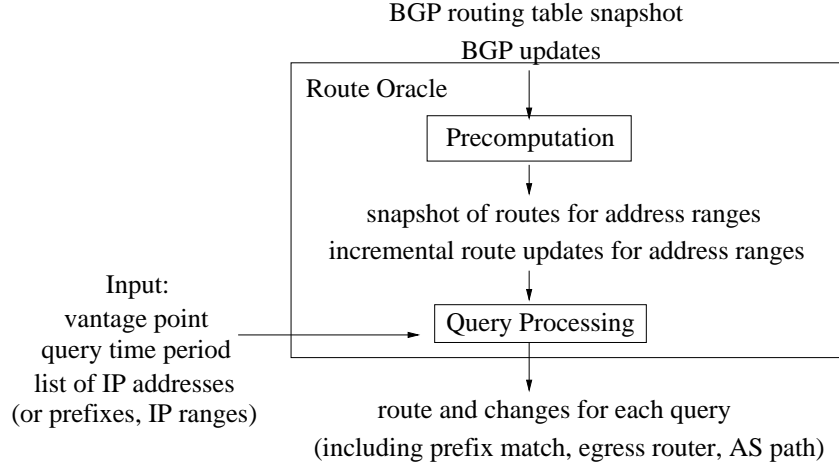 BGP routing table snapshot
BGP updates
Route Oracle
Precomputation
snapshot of routes for address ranges
incremental route updates for address ranges
Input:
vantage point
query time period
list of IP addresses
(or prefixes, IP ranges)
Query Processing
route and changes for each query
(including prefix match, egress router, AS path)